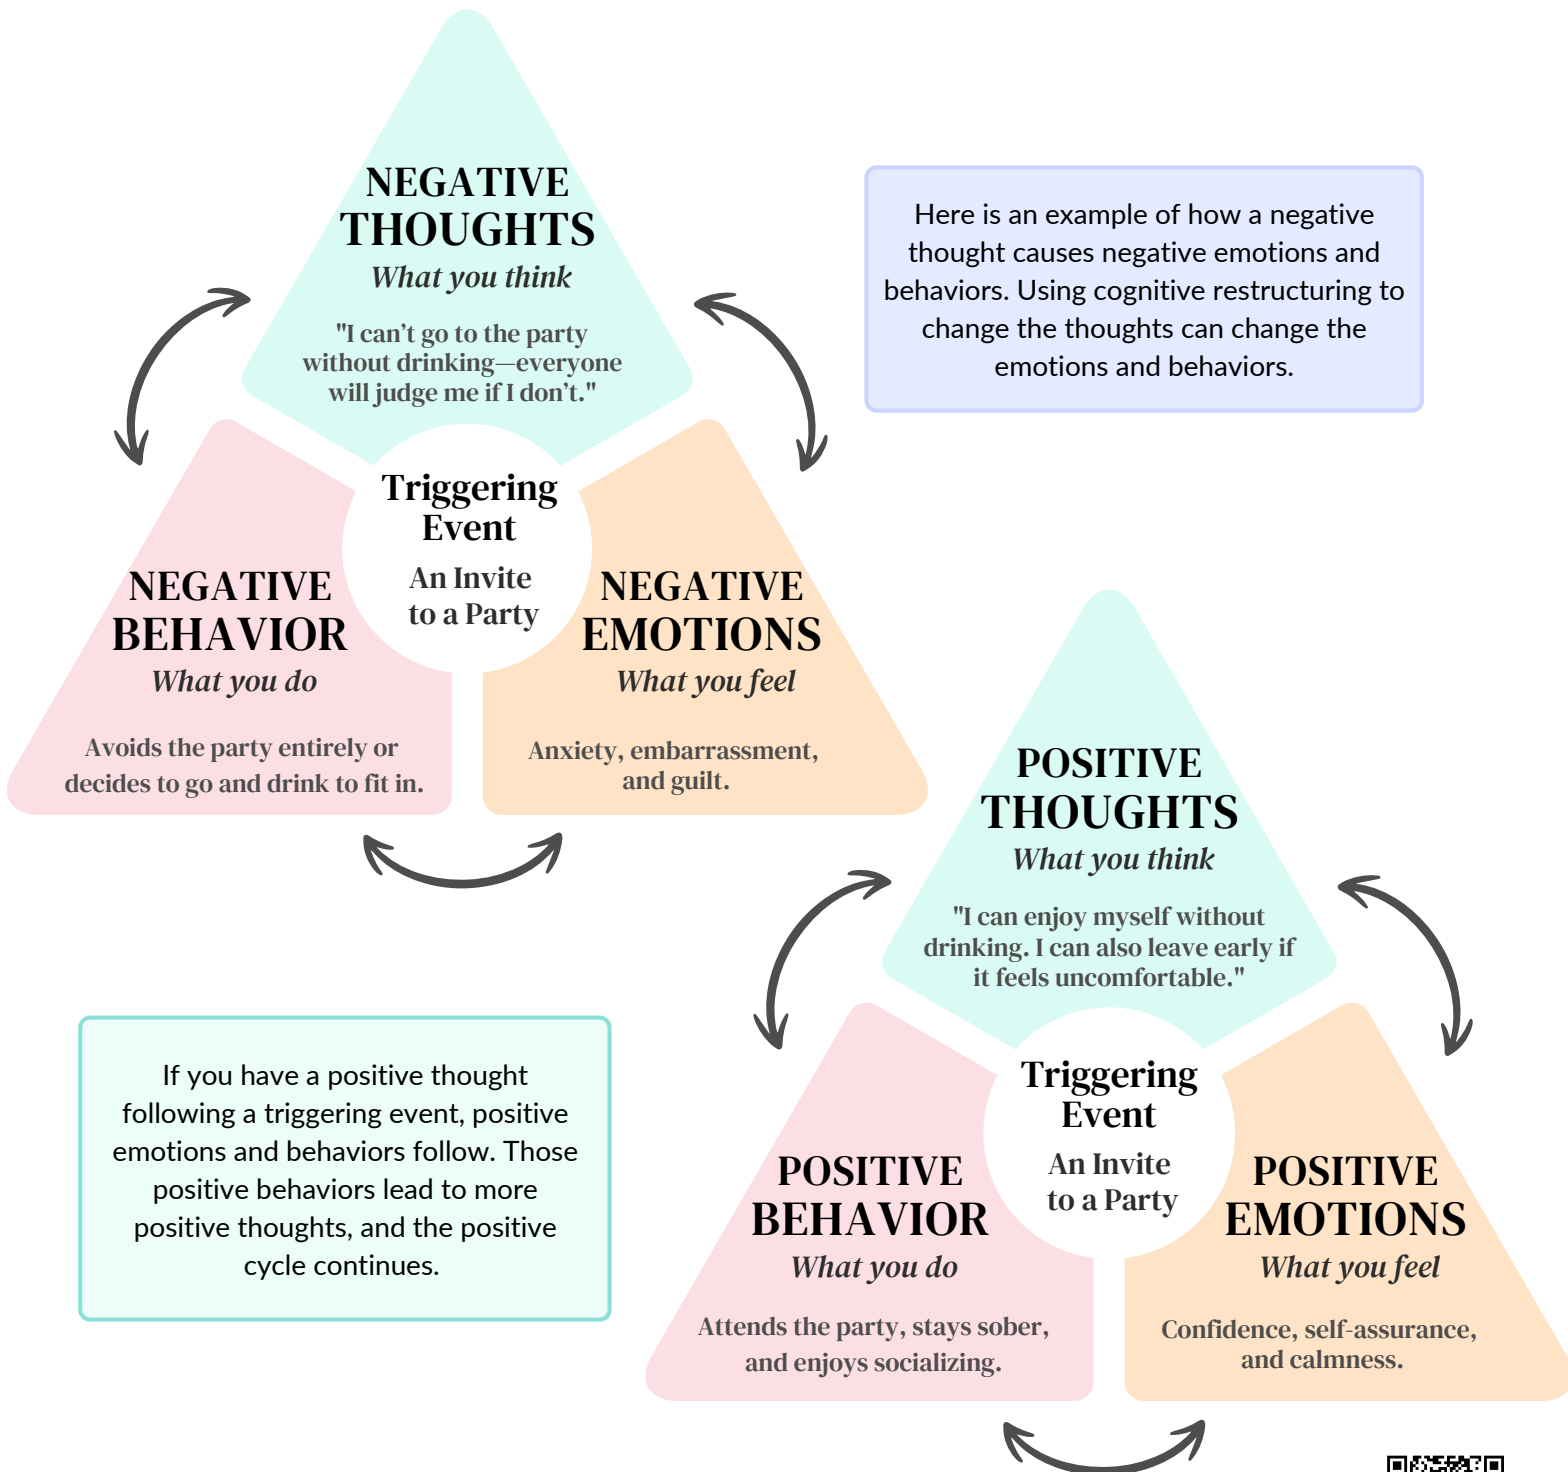 NEGATIVE
THOUGHTS
What you think
"I can’t go to the party
without drinking—everyone
will judge me if I don’t."
Here is an example of how a negative
thought causes negative emotions and
behaviors. Using cognitive restructuring to
change the thoughts can change the
emotions and behaviors.
Triggering
Event
An Invite
to a Party
NEGATIVE
BEHAVIOR
What you do
Avoids the party entirely or
decides to go and drink to fit in.
NEGATIVE
EMOTIONS
What you feel
Anxiety, embarrassment,
and guilt.
POSITIVE
THOUGHTS
What you think
"I can enjoy myself without
drinking. I can also leave early if
it feels uncomfortable."
If you have a positive thought
following a triggering event, positive
emotions and behaviors follow. Those
positive behaviors lead to more
positive thoughts, and the positive
cycle continues.
Triggering
Event
An Invite
to a Party
POSITIVE
BEHAVIOR
What you do
Attends the party, stays sober,
and enjoys socializing.
POSITIVE
EMOTIONS
What you feel
Confidence, self-assurance,
and calmness.